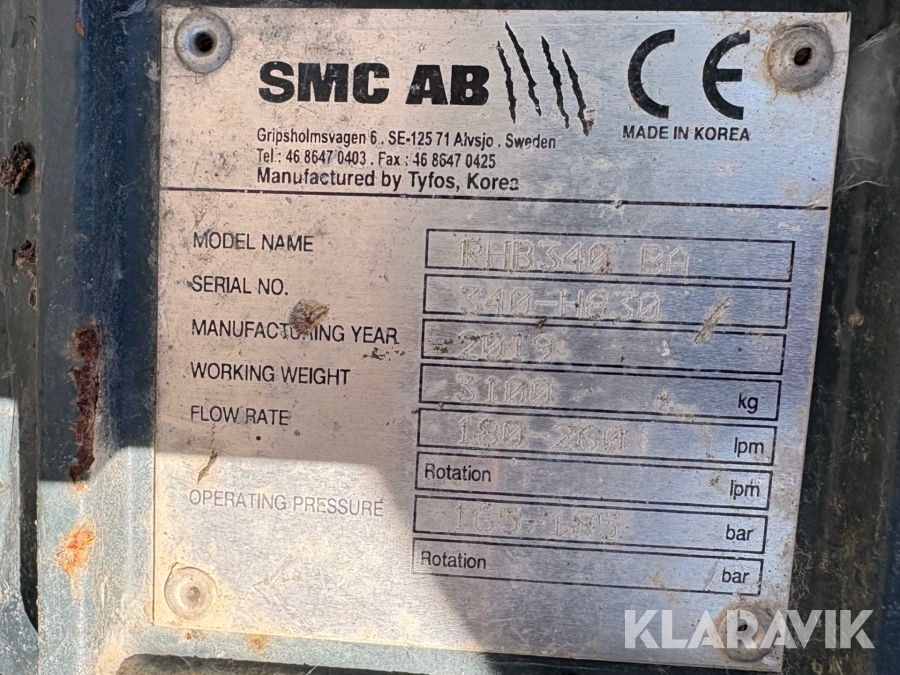 SMC AB
CE
MADE IN KOREA
Gripsholmsvagen 6 . SE-125 71 Alvsjo . Sweden
Tel : 46 8647 0403 . Fax : 46 8647 0425
Manufactured by Tyfos, Korea
MODEL NAME RHB340 BA
SERIAL NO. 340-H830
MANUFACTURING YEAR 2019
WORKING WEIGHT 3100 kg
FLOW RATE 180-260 lpm
Rotation lpm
OPERATING PRESSURE bar
Rotation bar
KLARAVIK